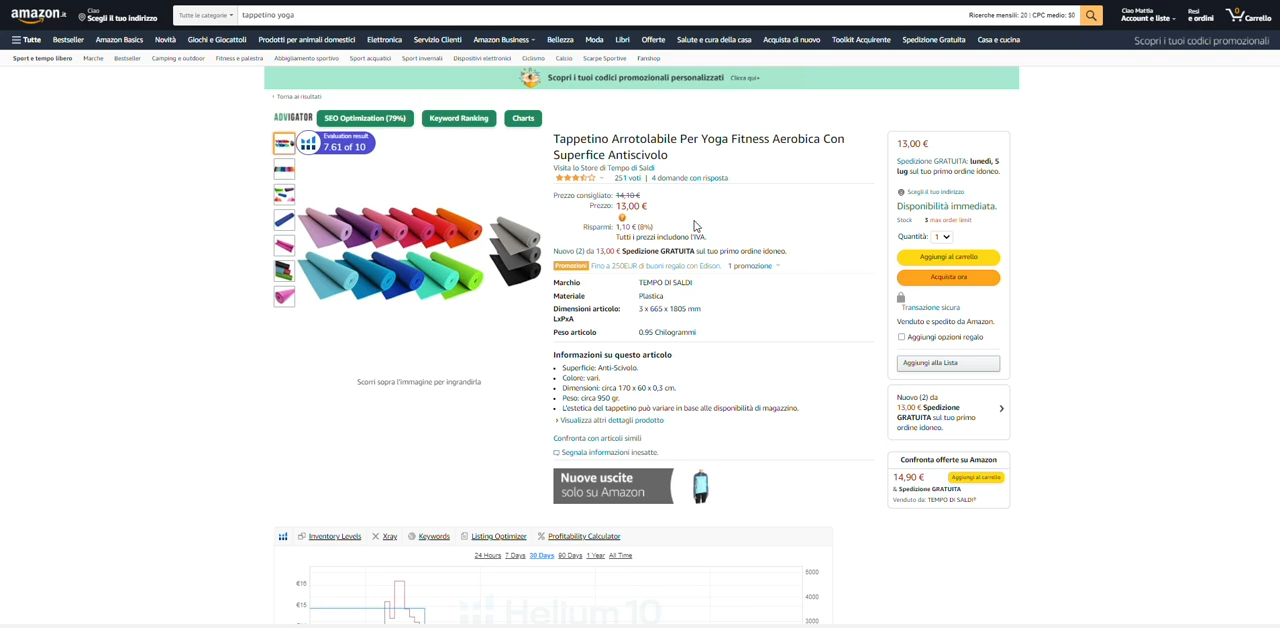 amazon.it
Ciao
Scegli il tuo indirizzo
Tutte le categorie
tappetino yoga
Ricerche mensili: 20 | CPC medio: $0
Ciao Mattia
Account e liste
Resi
e ordini
0
Carrello
Tutte
Bestseller
Amazon Basics
Novità
Giochi e Giocattoli
Prodotti per animali domestici
Elettronica
Servizio Clienti
Amazon Business
Bellezza
Moda
Libri
Offerte
Salute e cura della casa
Acquista di nuovo
Toolkit Acquirente
Spedizione Gratuita
Casa e cucina
Scopri i tuoi codici promozionali
Sport e tempo libero
Marche
Bestseller
Camping e outdoor
Fitness e palestra
Abbigliamento sportivo
Sport acquatici
Sport invernali
Dispositivi elettronici
Ciclismo
Calcio
Scarpe Sportive
Fanshop
Scopri i tuoi codici promozionali personalizzati
Clicca qui
‹ Torna ai risultati
ADVIGATOR
SEO Optimization (79%)
Keyword Ranking
Charts
Evaluation result
7.61 of 10
Scorri sopra l'immagine per ingrandirla
Tappetino Arrotolabile Per Yoga Fitness Aerobica Con
Superfice Antiscivolo
Visita lo Store di Tempo di Saldi
251 voti | 4 domande con risposta
Prezzo consigliato: 14,10 €
Prezzo: 13,00 €
Risparmi: 1,10 € (8%)
Tutti i prezzi includono l'IVA.
Nuovo (2) da 13,00 € Spedizione GRATUITA sul tuo primo ordine idoneo.
Promozioni Fino a 250EUR di buoni regalo con Edison. 1 promozione
Marchio TEMPO DI SALDI
Materiale Plastica
Dimensioni articolo: 3 x 665 x 1805 mm
LxPxA
Peso articolo 0.95 Chilogrammi
Informazioni su questo articolo
• Superficie: Anti-Scivolo.
• Colore: vari.
• Dimensioni: circa 170 x 60 x 0,3 cm.
• Peso: circa 950 gr.
• L'estetica del tappetino può variare in base alle disponibilità di magazzino.
› Visualizza altri dettagli prodotto
Confronta con articoli simili
Segnala informazioni inesatte.
Nuove uscite
solo su Amazon
13,00 €
Spedizione GRATUITA: lunedì, 5
lug sul tuo primo ordine idoneo.
Scegli il tuo indirizzo
Disponibilità immediata.
Stock
max order limit
Quantità: 1
Aggiungi al carrello
Acquista ora
Transazione sicura
Venduto e spedito da Amazon.
Aggiungi opzioni regalo
Aggiungi alla Lista
Nuovo (2) da
13,00 € Spedizione
GRATUITA sul tuo primo
ordine idoneo.
Confronta offerte su Amazon
14,90 €
Aggiungi al carrello
& Spedizione GRATUITA
Venduto da: TEMPO DI SALDI®
Inventory Levels
Xray
Keywords
Listing Optimizer
Profitability Calculator
24 Hours
7 Days
30 Days
90 Days
1 Year
All Time
€16
€15
5000
4000
3000
Helium 10